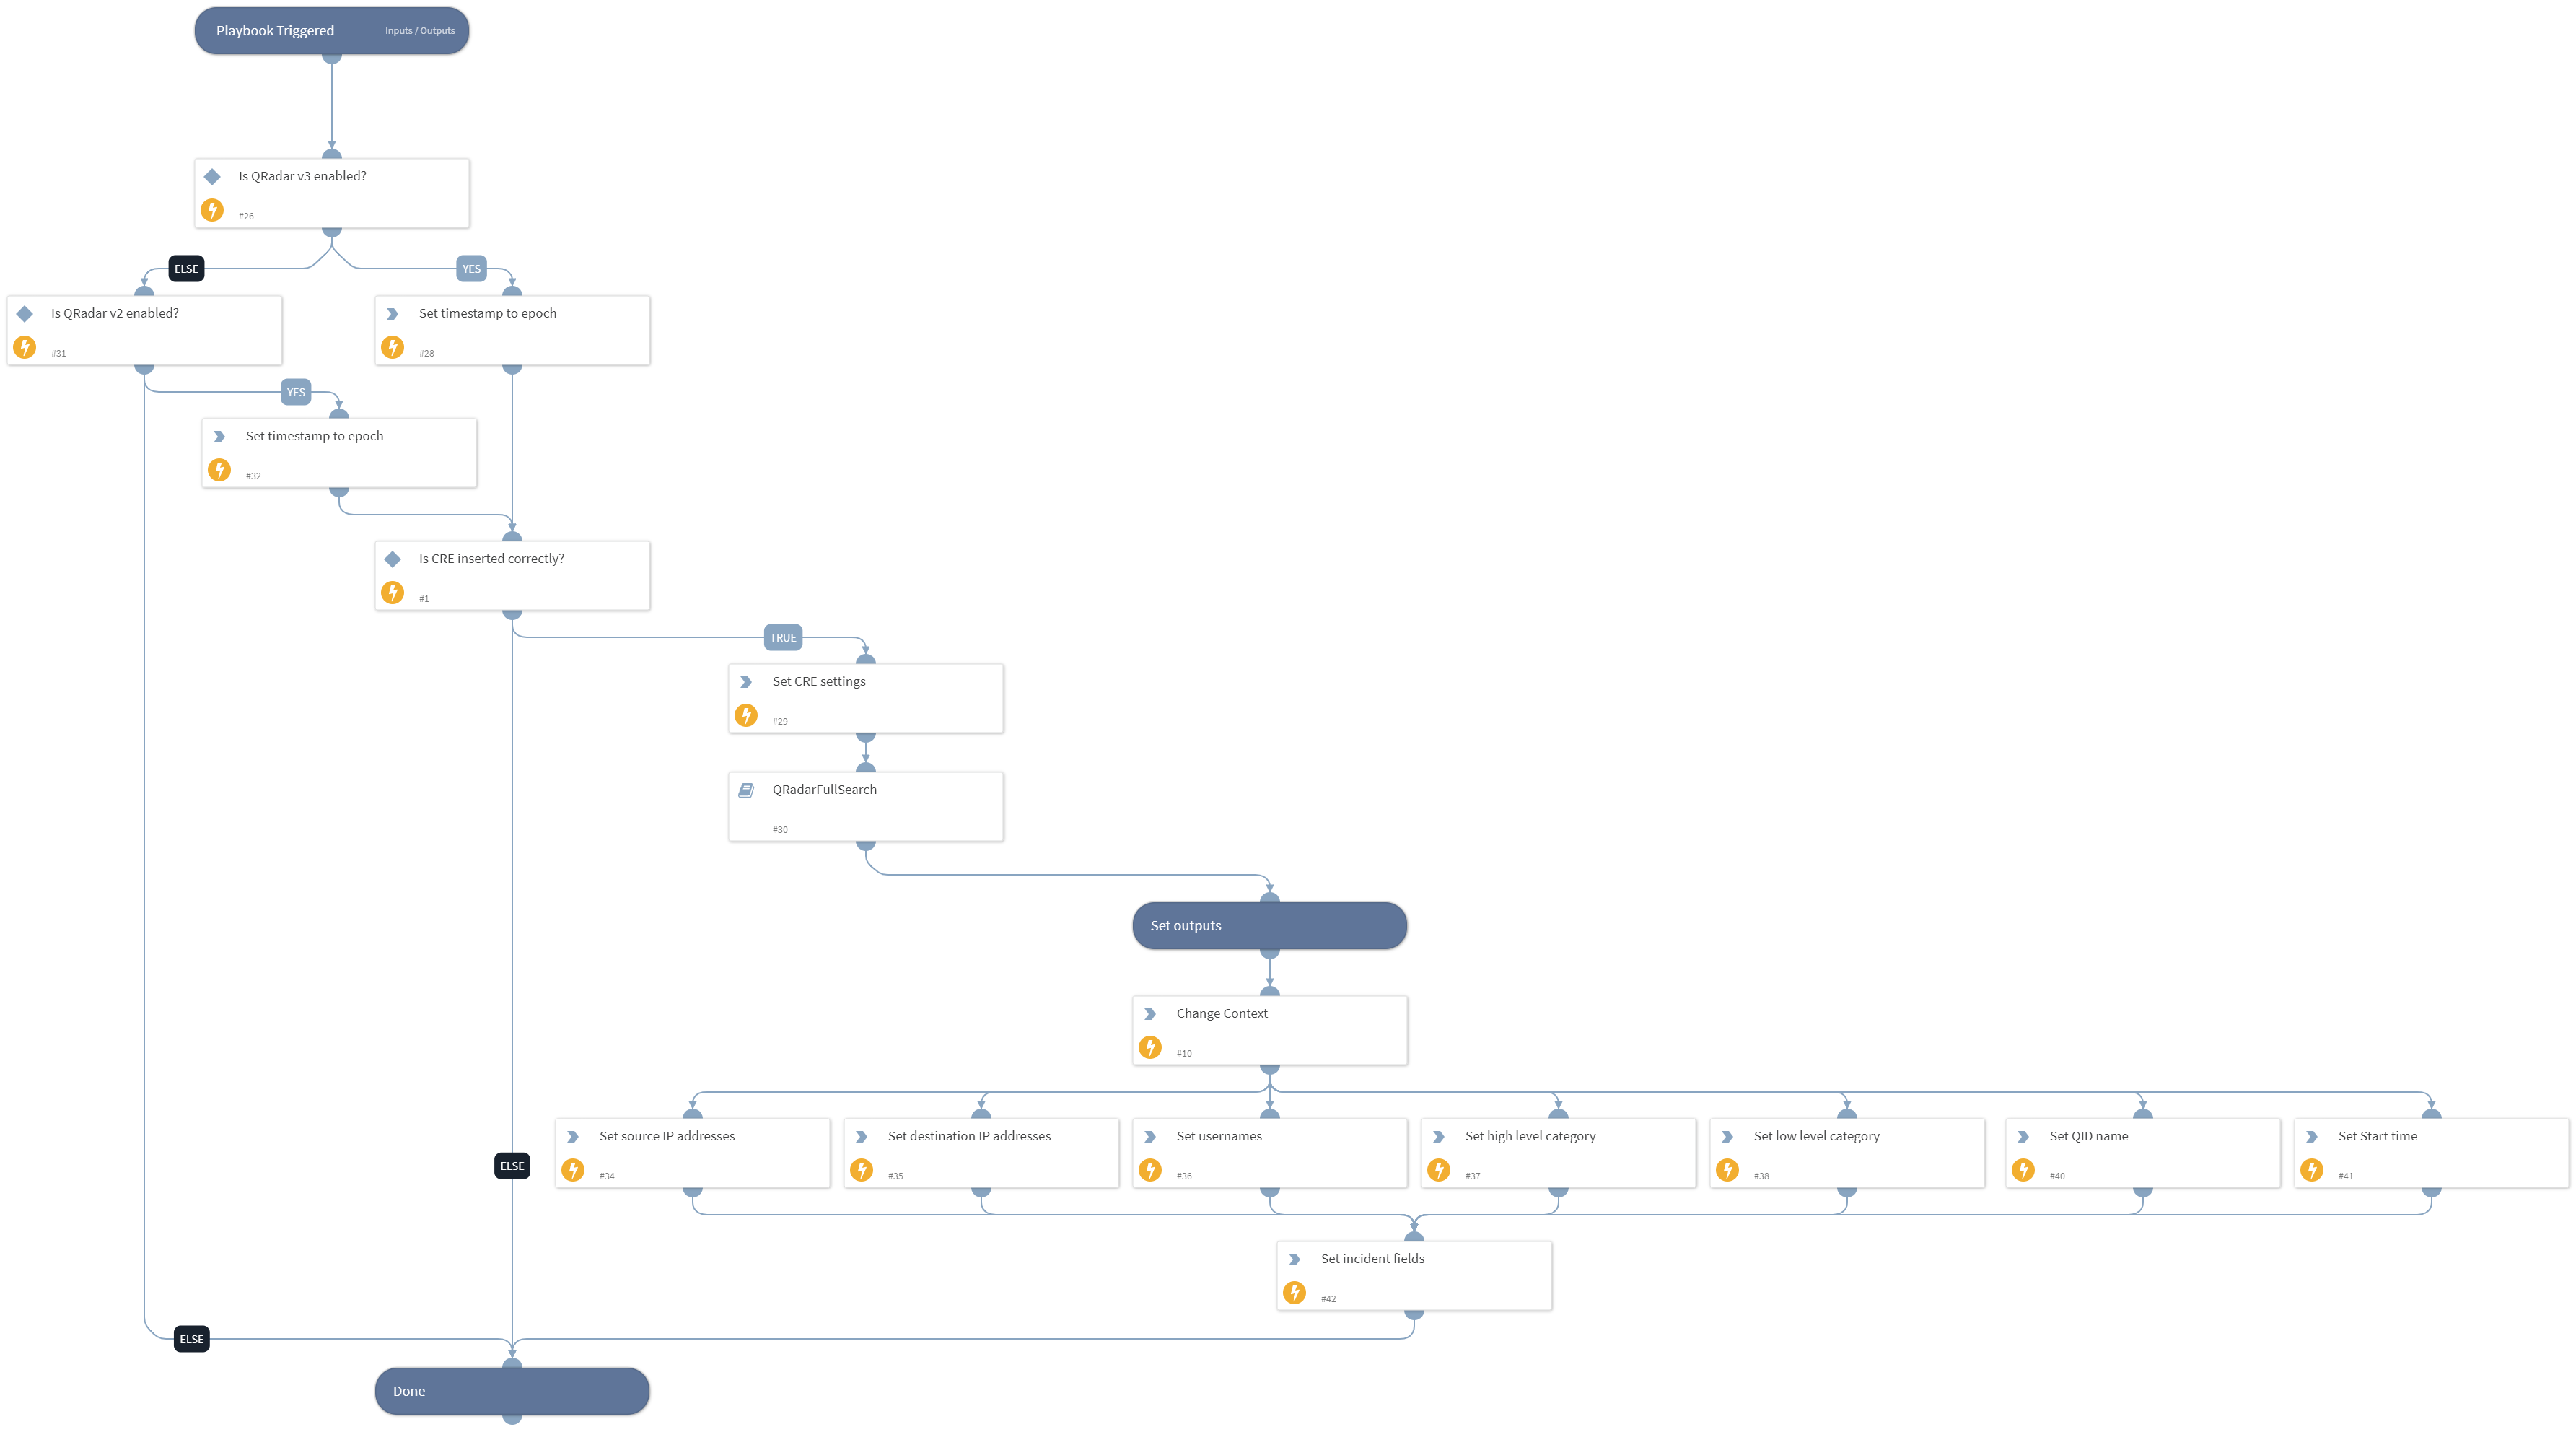 Playbook Triggered
Inputs / Outputs
Is QRadar v3 enabled?
#26
ELSE
YES
Is QRadar v2 enabled?
#31
Set timestamp to epoch
#28
YES
Set timestamp to epoch
#32
Is CRE inserted correctly?
#1
TRUE
Set CRE settings
#29
QRadarFullSearch
#30
Set outputs
Change Context
#10
Set source IP addresses
#34
Set destination IP addresses
#35
Set usernames
#36
Set high level category
#37
Set low level category
#38
Set QID name
#40
Set Start time
#41
ELSE
Set incident fields
#42
ELSE
Done